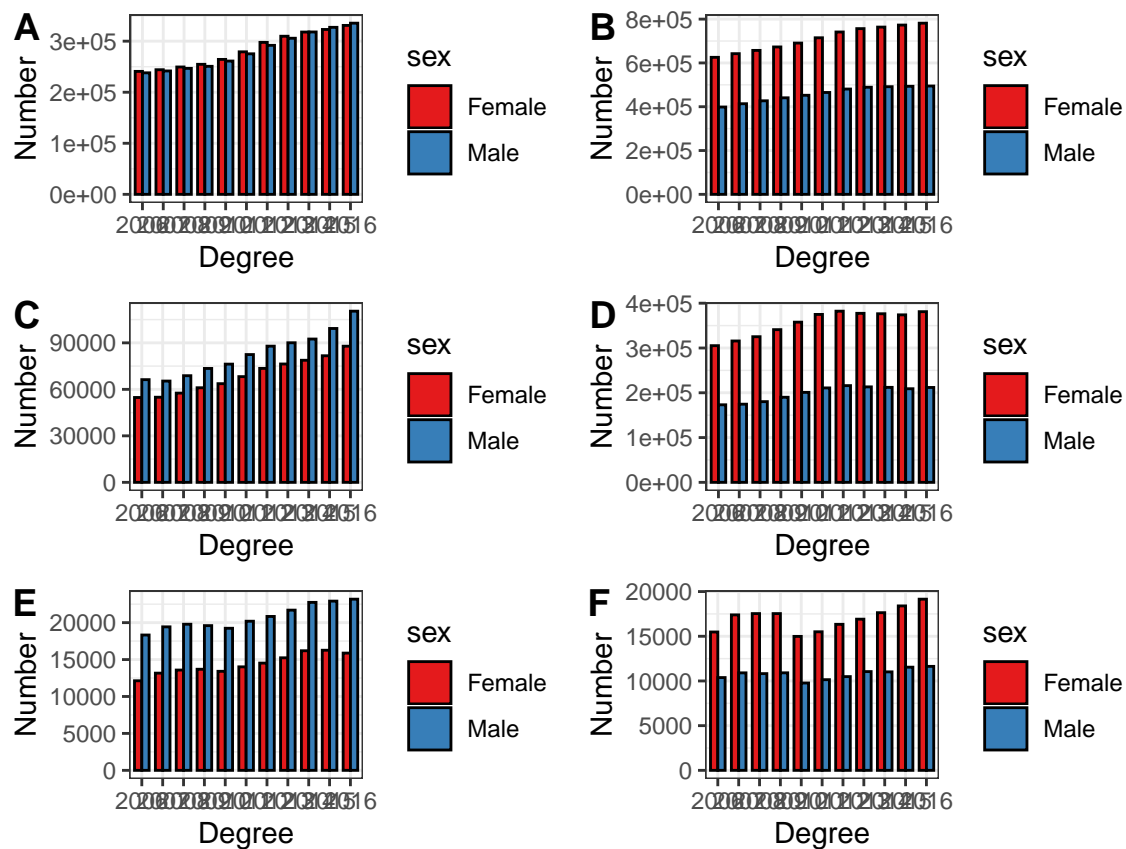 A
Number
3e+05
2e+05
1e+05
0e+00
Degree
sex
Female
Male
B
Number
8e+05
6e+05
4e+05
2e+05
0e+00
Degree
sex
Female
Male
C
Number
90000
60000
30000
0
Degree
sex
Female
Male
D
Number
4e+05
3e+05
2e+05
1e+05
0e+00
Degree
sex
Female
Male
E
Number
20000
15000
10000
5000
0
Degree
sex
Female
Male
F
Number
20000
15000
10000
5000
0
Degree
sex
Female
Male